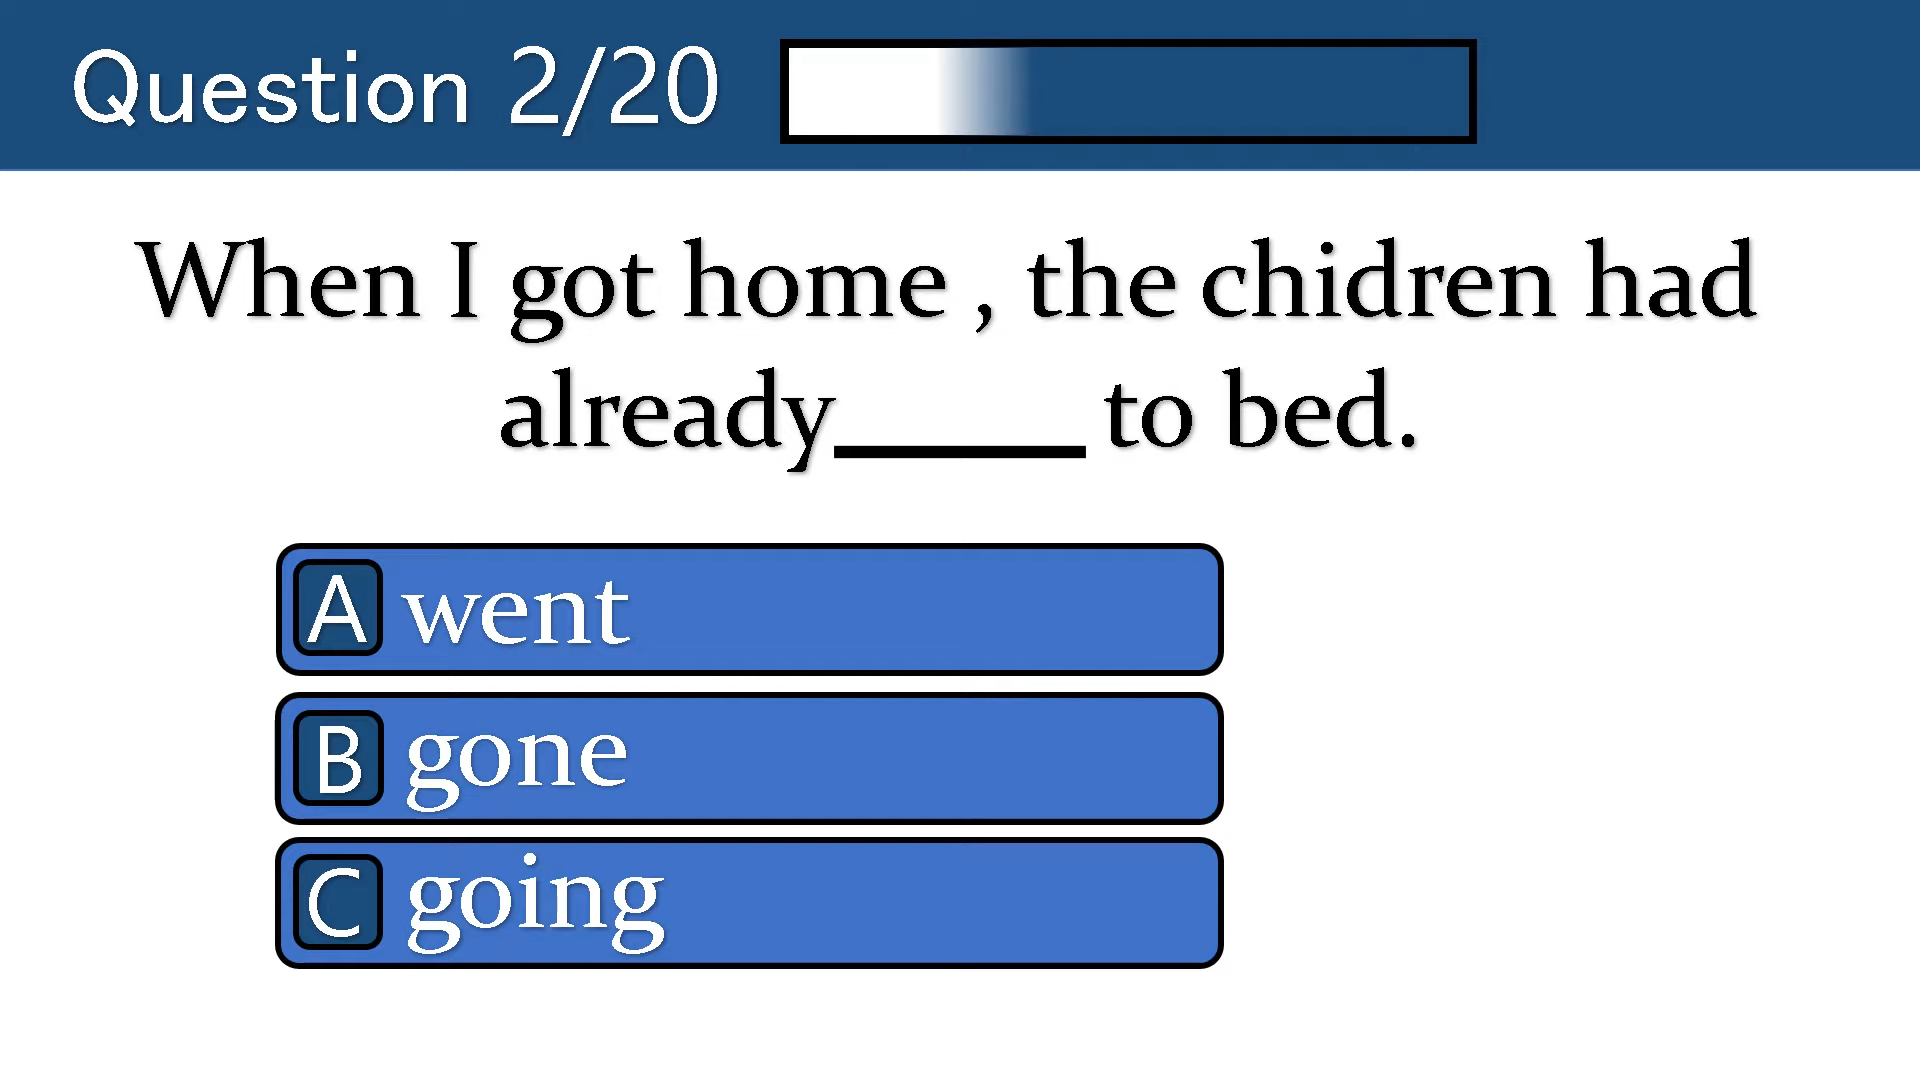 Question 2/20
When I got home , the chidren had
already_____ to bed.
A went
B gone
C going